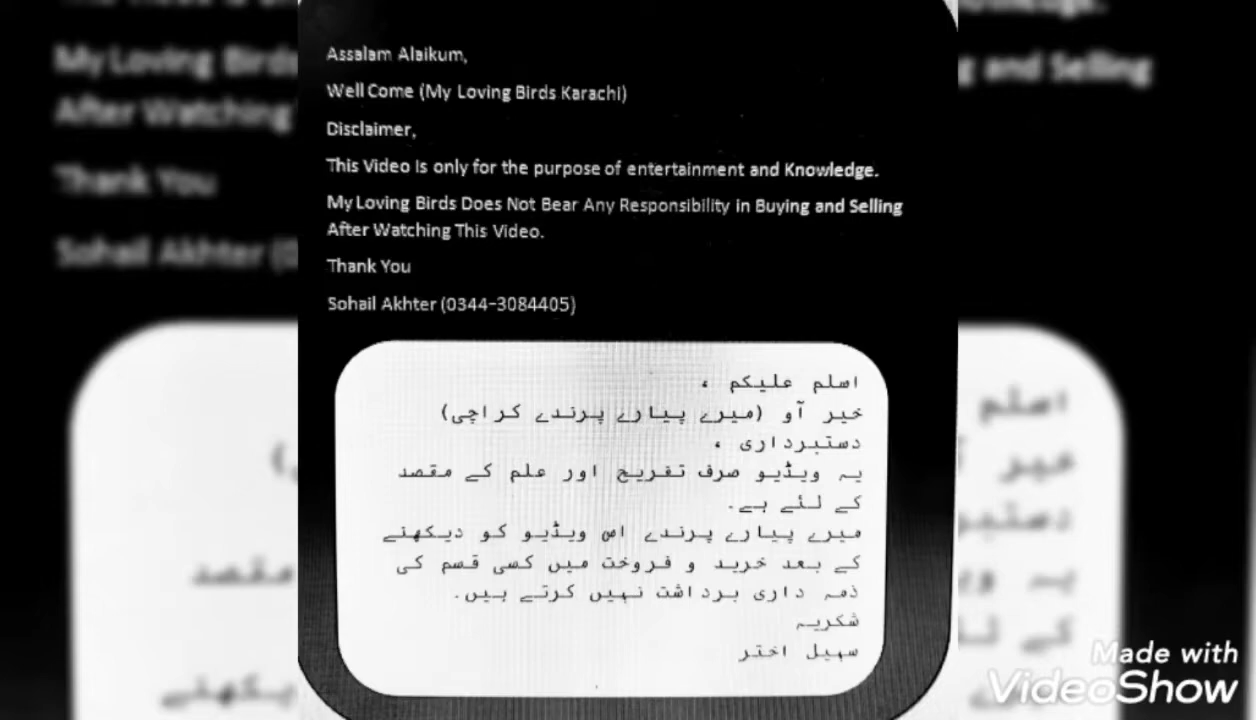 Assalam Alaikum,
Well Come (My Loving Birds Karachi)
Disclaimer,
This Video Is only for the purpose of entertainment and Knowledge.
My Loving Birds Does Not Bear Any Responsibility in Buying and Selling
After Watching This Video.
Thank You
Sohail Akhter (0344-3084405)
اسلم علیکم ،
خیر آو (میرے پیارے پرندے کراچی)
دستبرداری ،
یہ ویڈیو صرف تفریح اور علم کے مقصد
کے لئے ہے۔
میرے پیارے پرندے اس ویڈیو کو دیکھنے
کے بعد خرید و فروخت میں کسی قسم کی
ذمہ داری برداشت نہیں کرتے ہیں۔
شکریہ
سہیل اختر
Made with
VideoShow